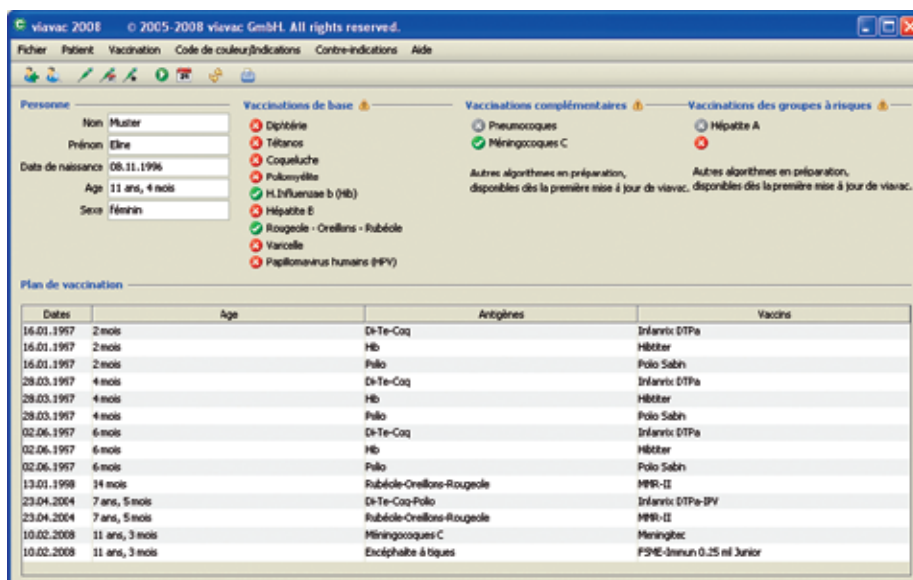 viavac 2008 © 2005-2008 viavac GmbH. All rights reserved.
Fichier Patient Vaccination Code de couleur/Indications Contre-indications Aide
Personne
Nom Muster
Prénom Eline
Date de naissance 08.11.1996
Age 11 ans, 4 mois
Sexe féminin
Vaccinations de base
Diphtérie
Tétanos
Coqueluche
Poliomyélite
H.Influenzae b (Hib)
Hépatite B
Rougeole - Oreillons - Rubéole
Varicelle
Papillomavirus humains (HPV)
Vaccinations complémentaires
Pneumocoques
Méningocoques C
Autres algorithmes en préparation,
disponibles dès la première mise à jour de viavac.
Vaccinations des groupes à risques
Hépatite A
Autres algorithmes en préparation,
disponibles dès la première mise à jour de viavac.
Plan de vaccination
Dates Age Antigènes Vaccins
16.01.1997 2 mois Di-Te-Coq Infanrix DTPa
16.01.1997 2 mois Hib Hibtiter
16.01.1997 2 mois Polio Polio Sabin
28.03.1997 4 mois Di-Te-Coq Infanrix DTPa
28.03.1997 4 mois Hib Hibtiter
28.03.1997 4 mois Polio Polio Sabin
02.06.1997 6 mois Di-Te-Coq Infanrix DTPa
02.06.1997 6 mois Hib Hibtiter
02.06.1997 6 mois Polio Polio Sabin
13.01.1998 14 mois Rubéole-Oreillons-Rougeole MMR-II
23.04.2004 7 ans, 5 mois Di-Te-Coq-Polio Infanrix DTPa-IPV
23.04.2004 7 ans, 5 mois Rubéole-Oreillons-Rougeole MMR-II
10.02.2008 11 ans, 3 mois Méningocoques C Meningitec
10.02.2008 11 ans, 3 mois Encéphalite à tiques FSME-Immun 0.25 ml Junior